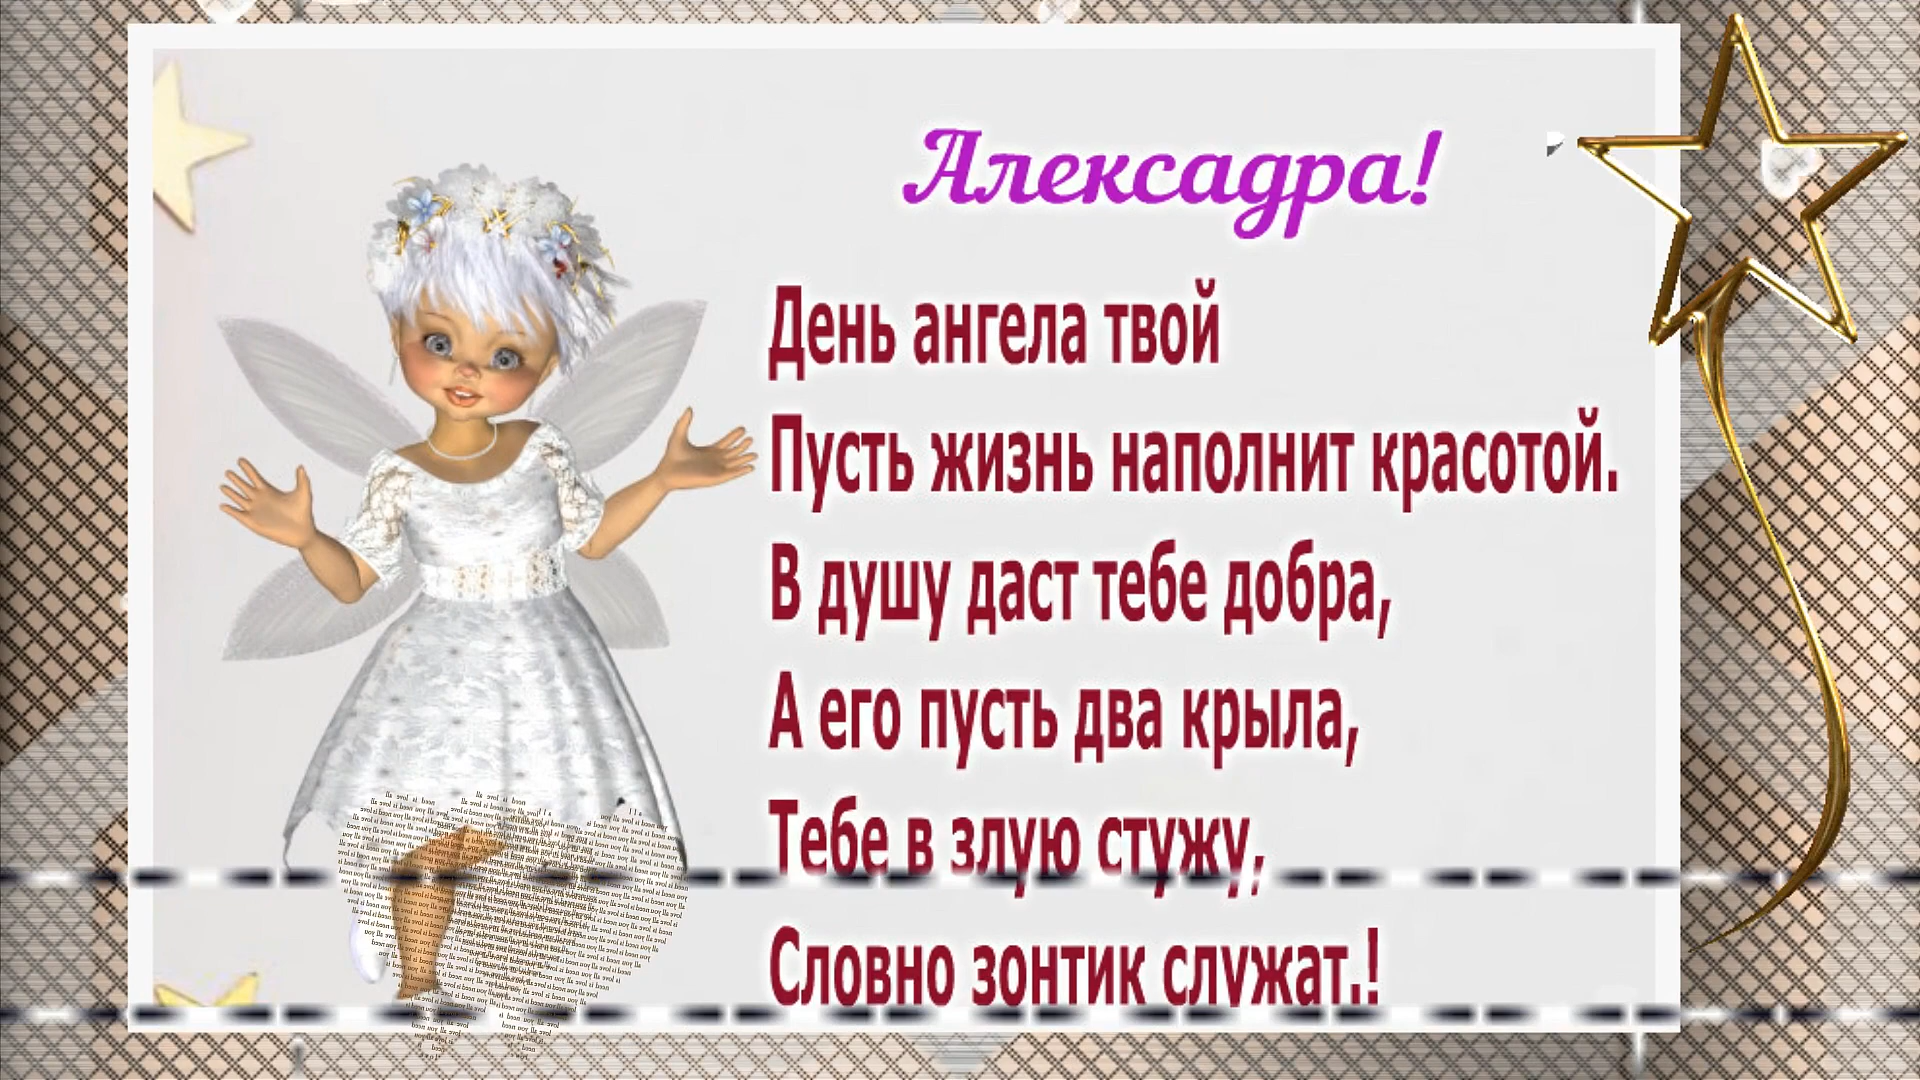 Алексадра!
День ангела твой
Пусть жизнь наполнит красотой.
В душу даст тебе добра,
А его пусть два крыла,
Тебе в злую стужу,
Словно зонтик служат.!